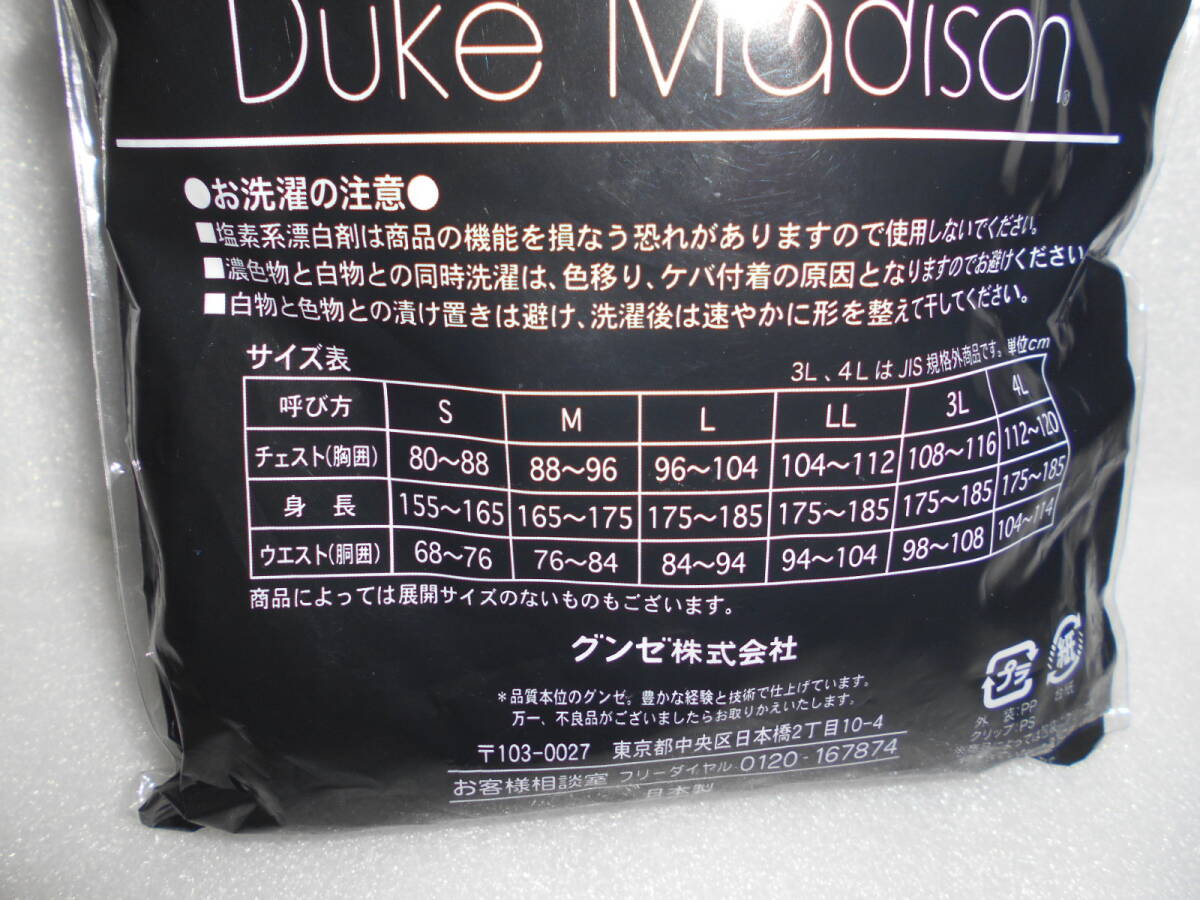 Duke Madison®
●お洗濯の注意●
■塩素系漂白剤は商品の機能を損なう恐れがありますので使用しないでください。
■濃色物と白物との同時洗濯は、色移り、ケバ付着の原因となりますのでお避けください
■白物と色物との漬け置きは避け、洗濯後は速やかに形を整えて干してください。
サイズ表
3L、4LはJIS規格外商品です。単位cm
呼び方 S M L LL 3L 4L
チェスト(胸囲) 80〜88 88〜96 96〜104 104〜112 108〜116 112〜120
身長 155〜165 165〜175 175〜185 175〜185 175〜185 175〜185
ウエスト(胴囲) 68〜76 76〜84 84〜94 94〜104 98〜108 104〜114
商品によっては展開サイズのないものもございます。
グンゼ株式会社
＊品質本位のグンゼ。豊かな経験と技術で仕上げています。
万一、不良品がございましたらお取りかえいたします。
〒103-0027 東京都中央区日本橋2丁目10-4
お客様相談室 フリーダイヤル 0120-167874
日本製
プラ
紙
外装:PP
台紙
クリップ:PS